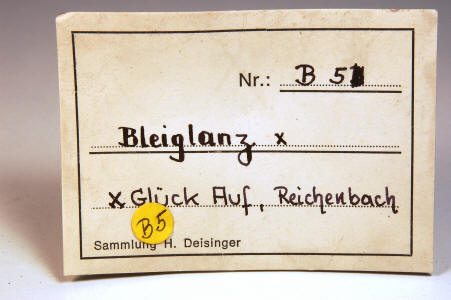 Nr.: B 5
Bleiglanz x
x Glück Auf, Reichenbach
B5
Sammlung H. Deisinger